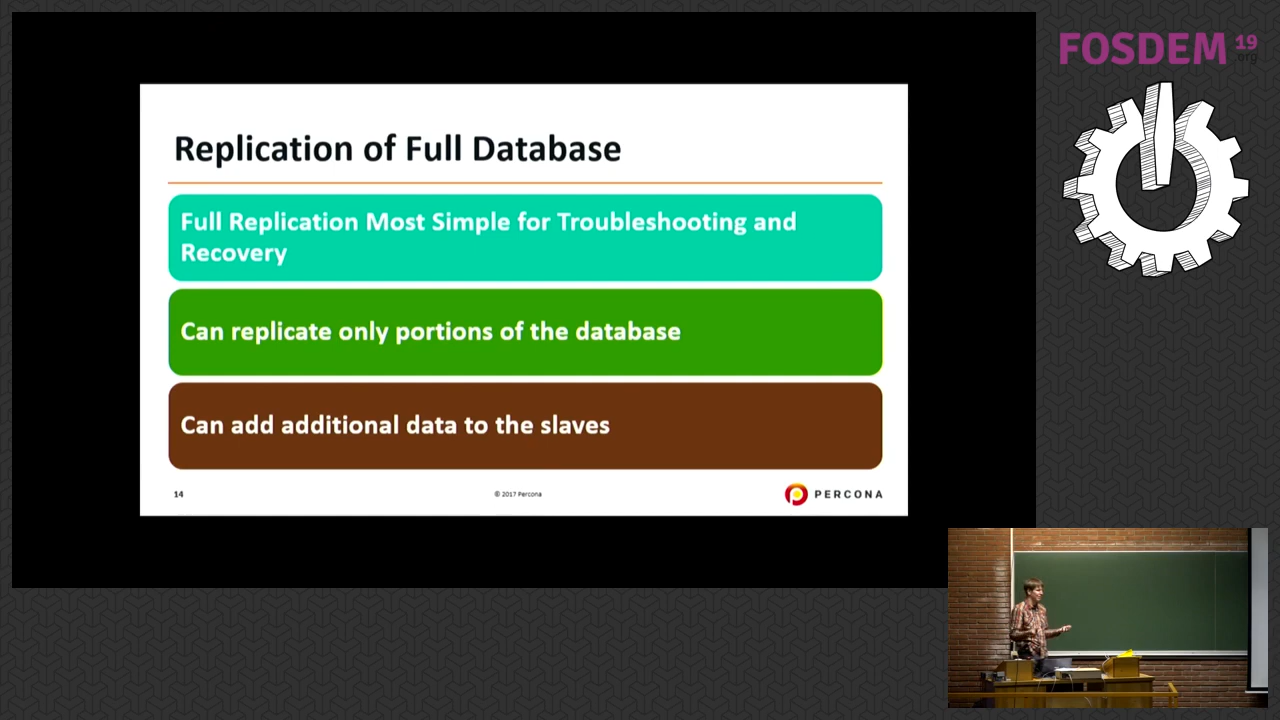 FOSDEM 19
.org
Replication of Full Database
Full Replication Most Simple for Troubleshooting and
Recovery
Can replicate only portions of the database
Can add additional data to the slaves
14
© 2017 Percona
PERCONA